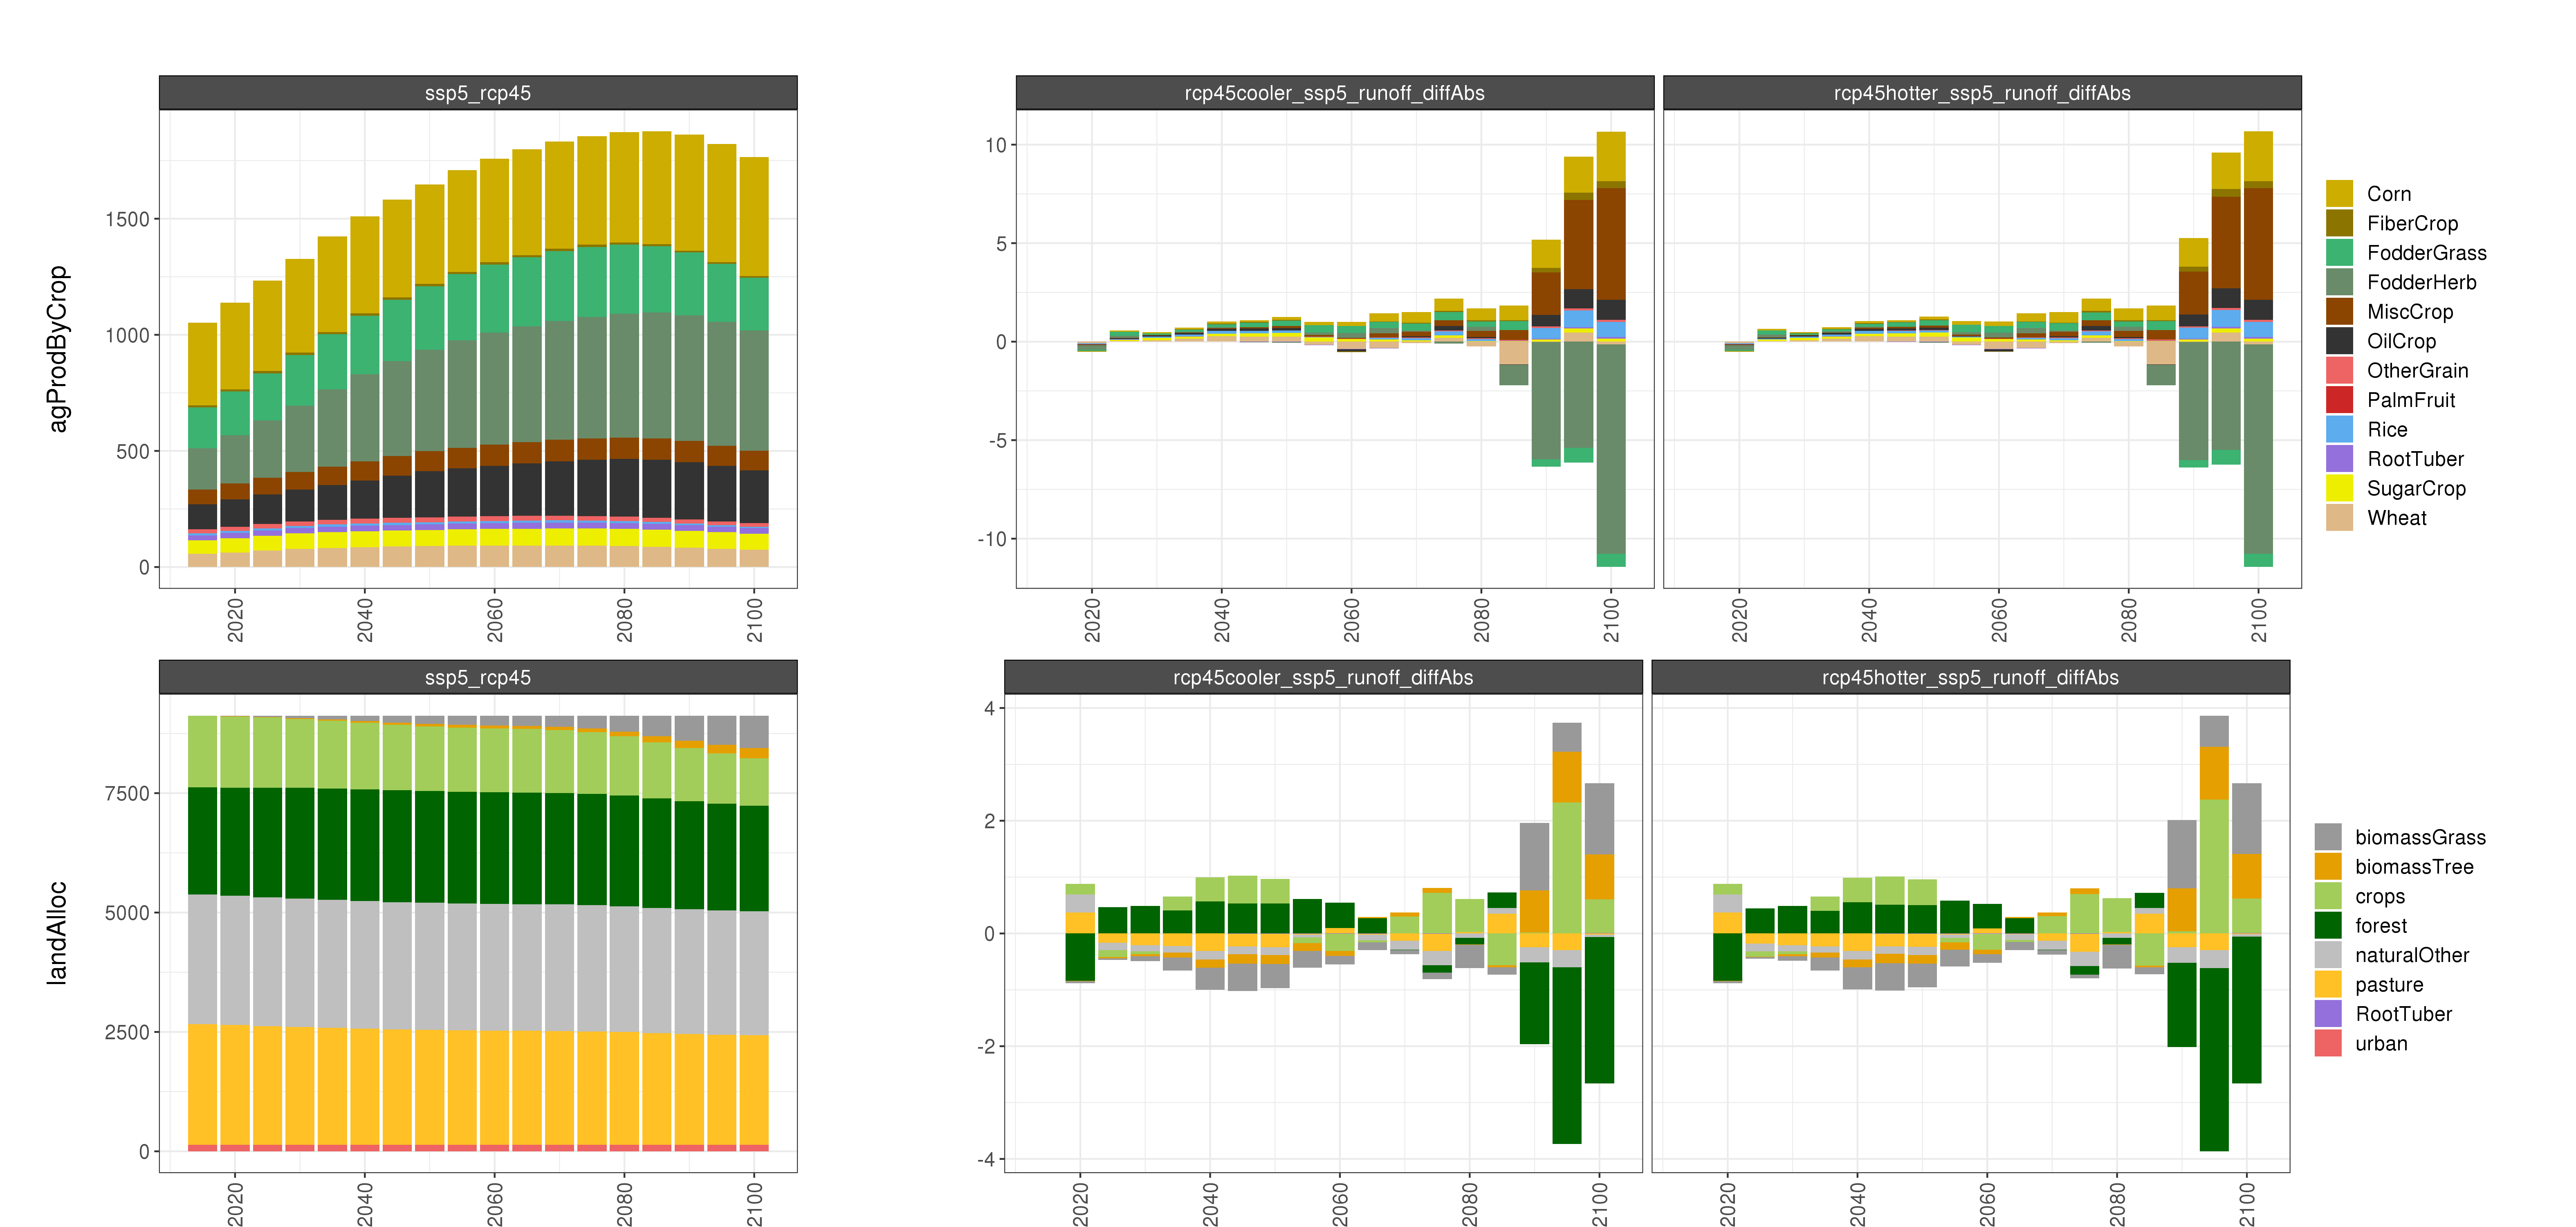 ssp5_rcp45
rcp45cooler_ssp5_runoff_diffAbs
rcp45hotter_ssp5_runoff_diffAbs
agProdByCrop
1500
1000
500
0
10
5
0
-5
-10
2020
2040
2060
2080
2100
2020
2040
2060
2080
2100
2020
2040
2060
2080
2100
Corn
FiberCrop
FodderGrass
FodderHerb
MiscCrop
OilCrop
OtherGrain
PalmFruit
Rice
RootTuber
SugarCrop
Wheat
ssp5_rcp45
rcp45cooler_ssp5_runoff_diffAbs
rcp45hotter_ssp5_runoff_diffAbs
landAlloc
7500
5000
2500
0
4
2
0
-2
-4
2020
2040
2060
2080
2100
2020
2040
2060
2080
2100
2020
2040
2060
2080
2100
biomassGrass
biomassTree
crops
forest
naturalOther
pasture
RootTuber
urban